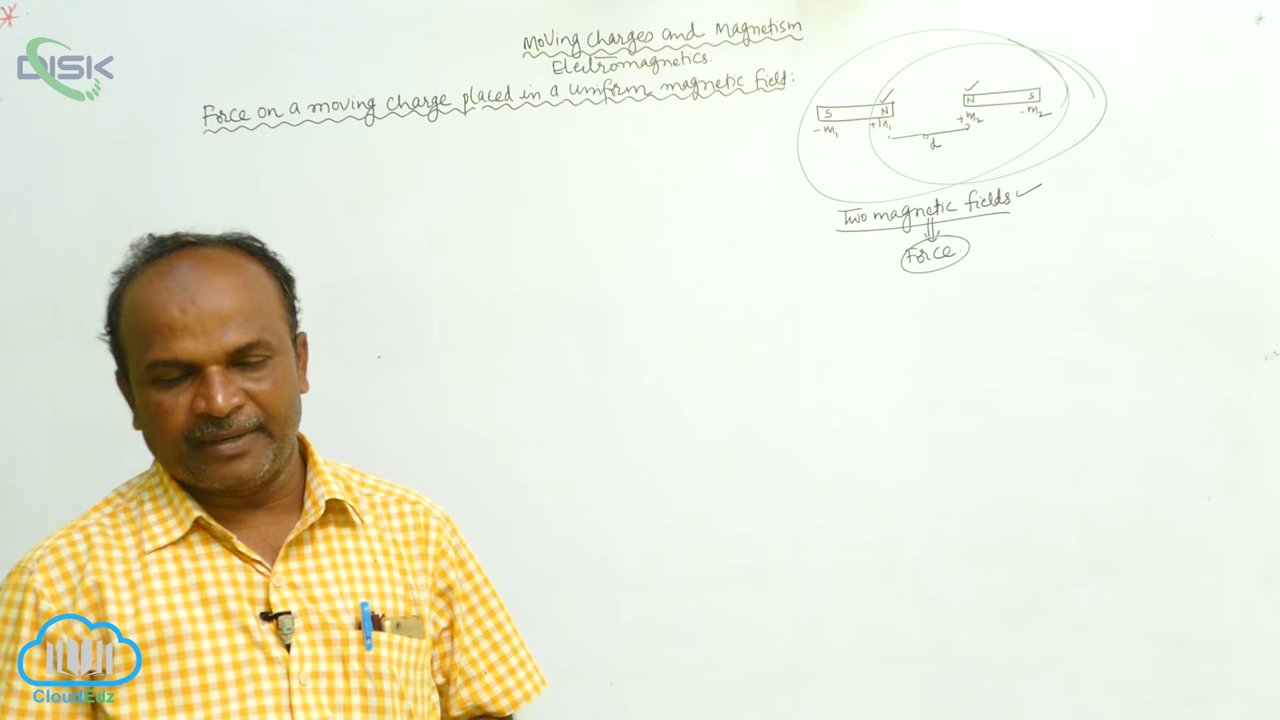 DISK
Moving Charges and Magnetism
Electromagnetics.
Force on a moving charge placed in a uniform magnetic field:
S N
-m₁ +m₁
N S
+m₂ -m₂
d
Two magnetic fields ✓
⇓
Force.
CloudEdz